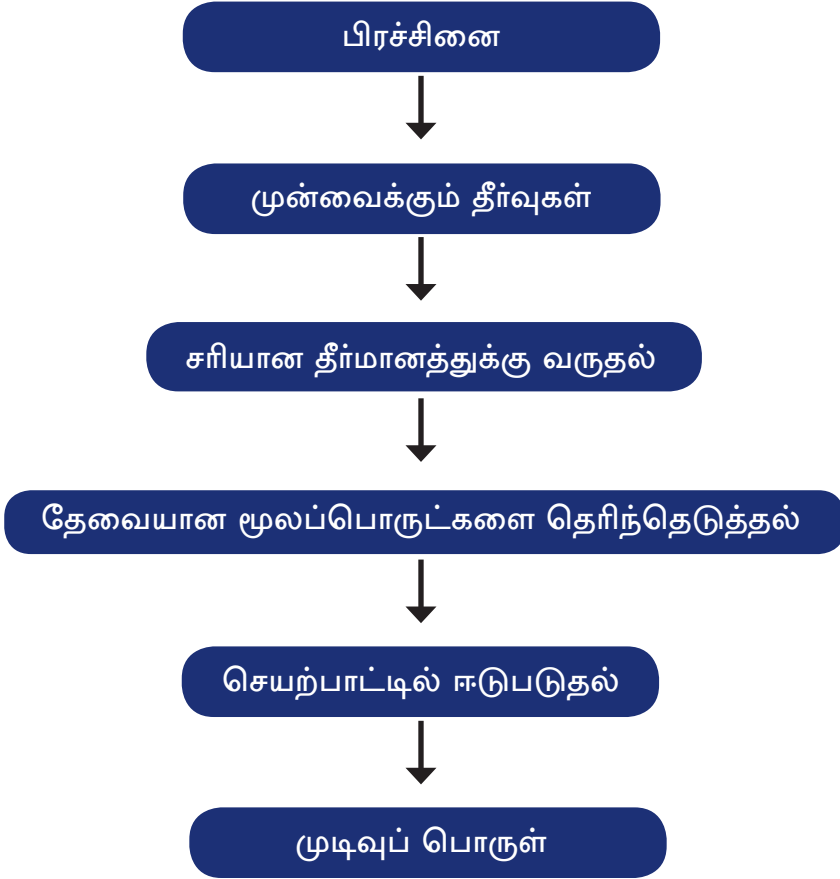 பிரச்சினை
முன்வைக்கும் தீர்வுகள்
சரியான தீர்மானத்துக்கு வருதல்
தேவையான மூலப்பொருட்களை தெரிந்தெடுத்தல்
செயற்பாட்டில் ஈடுபடுதல்
முடிவுப் பொருள்